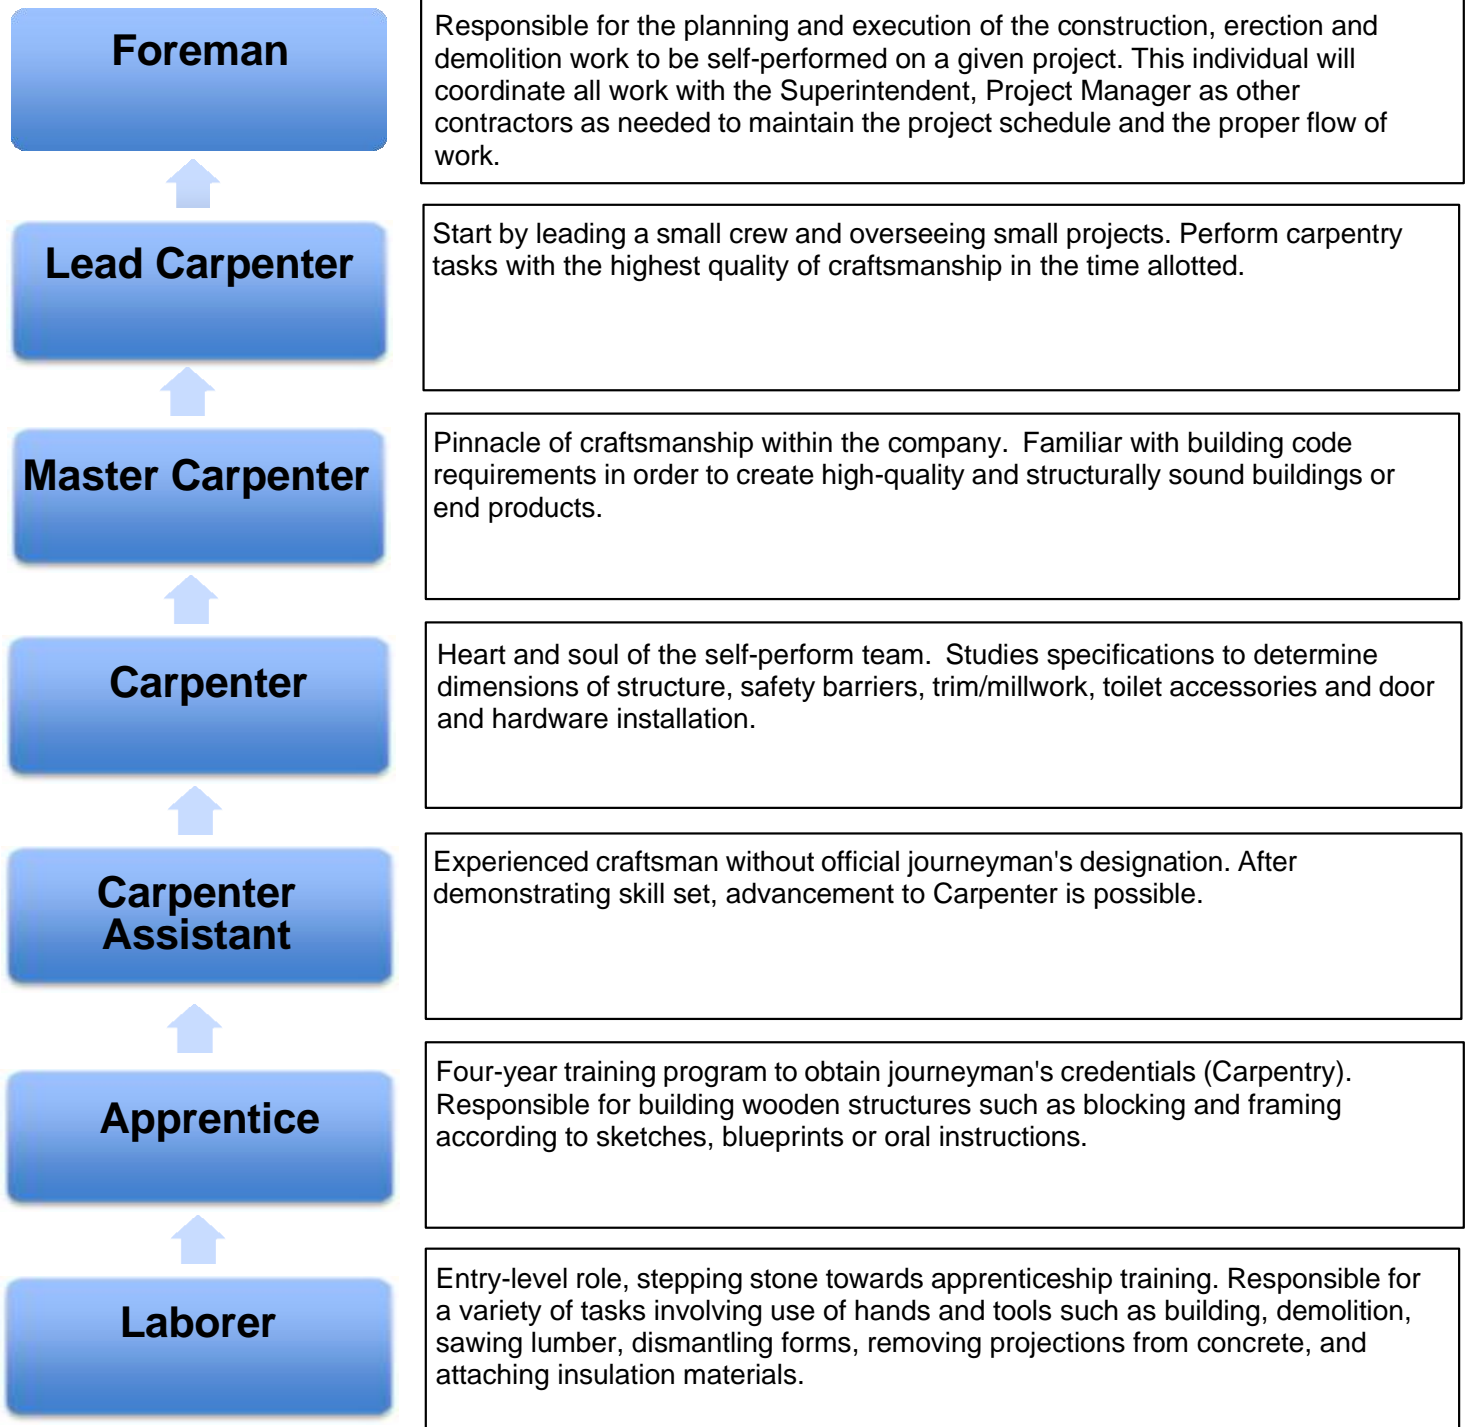 Foreman
Responsible for the planning and execution of the construction, erection and
demolition work to be self-performed on a given project. This individual will
coordinate all work with the Superintendent, Project Manager as other
contractors as needed to maintain the project schedule and the proper flow of
work.
Lead Carpenter
Start by leading a small crew and overseeing small projects. Perform carpentry
tasks with the highest quality of craftsmanship in the time allotted.
Master Carpenter
Pinnacle of craftsmanship within the company.  Familiar with building code
requirements in order to create high-quality and structurally sound buildings or
end products.
Carpenter
Heart and soul of the self-perform team.  Studies specifications to determine
dimensions of structure, safety barriers, trim/millwork, toilet accessories and door
and hardware installation.
Carpenter
Assistant
Experienced craftsman without official journeyman's designation. After
demonstrating skill set, advancement to Carpenter is possible.
Apprentice
Four-year training program to obtain journeyman's credentials (Carpentry).
Responsible for building wooden structures such as blocking and framing
according to sketches, blueprints or oral instructions.
Laborer
Entry-level role, stepping stone towards apprenticeship training. Responsible for
a variety of tasks involving use of hands and tools such as building, demolition,
sawing lumber, dismantling forms, removing projections from concrete, and
attaching insulation materials.